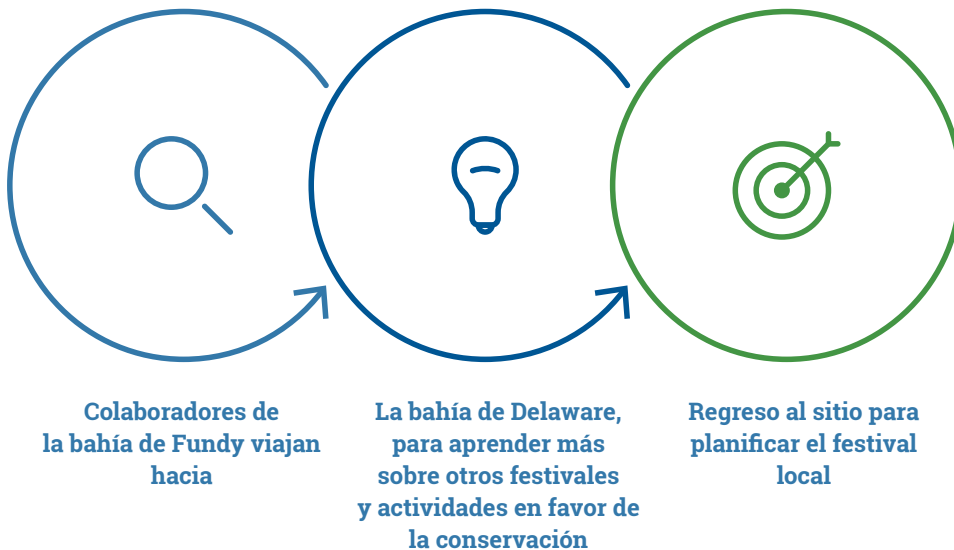 Colaboradores de
la bahía de Fundy viajan
hacia
La bahía de Delaware,
para aprender más
sobre otros festivales
y actividades en favor de
la conservación
Regreso al sitio para
planificar el festival
local